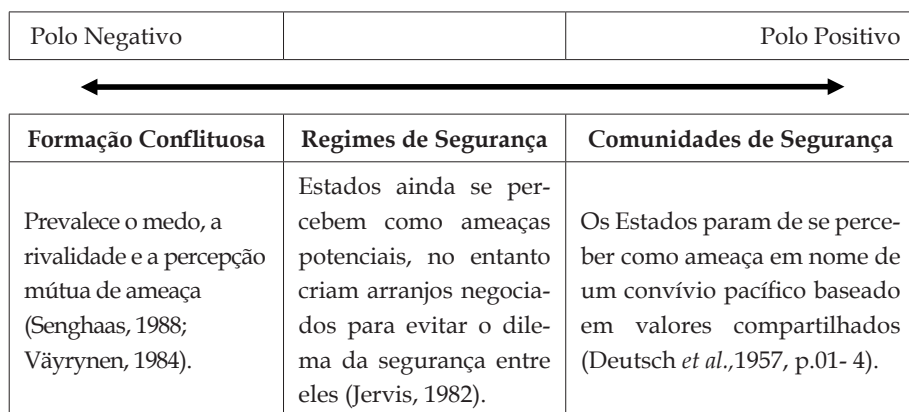 Polo Negativo
Polo Positivo
Formação Conflituosa
Regimes de Segurança
Comunidades de Segurança
Prevalece o medo, a
rivalidade e a percepção
mútua de ameaça
(Senghaas, 1988;
Väyrynen, 1984).
Estados ainda se per-
cebem como ameaças
potenciais, no entanto
criam arranjos negocia-
dos para evitar o dile-
ma da segurança entre
eles (Jervis, 1982).
Os Estados param de se perce-
ber como ameaça em nome de
um convívio pacífico baseado
em valores compartilhados
(Deutsch et al.,1957, p.01- 4).